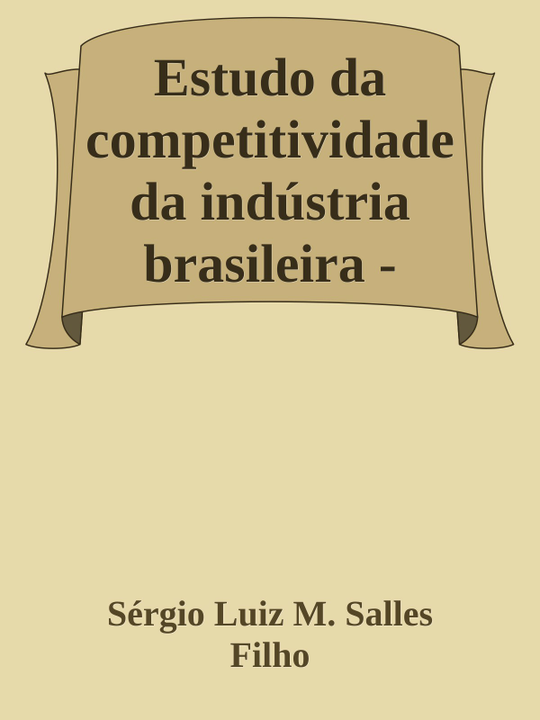 Estudo da
competitividade
da indústria
brasileira -
Sérgio Luiz M. Salles
Filho